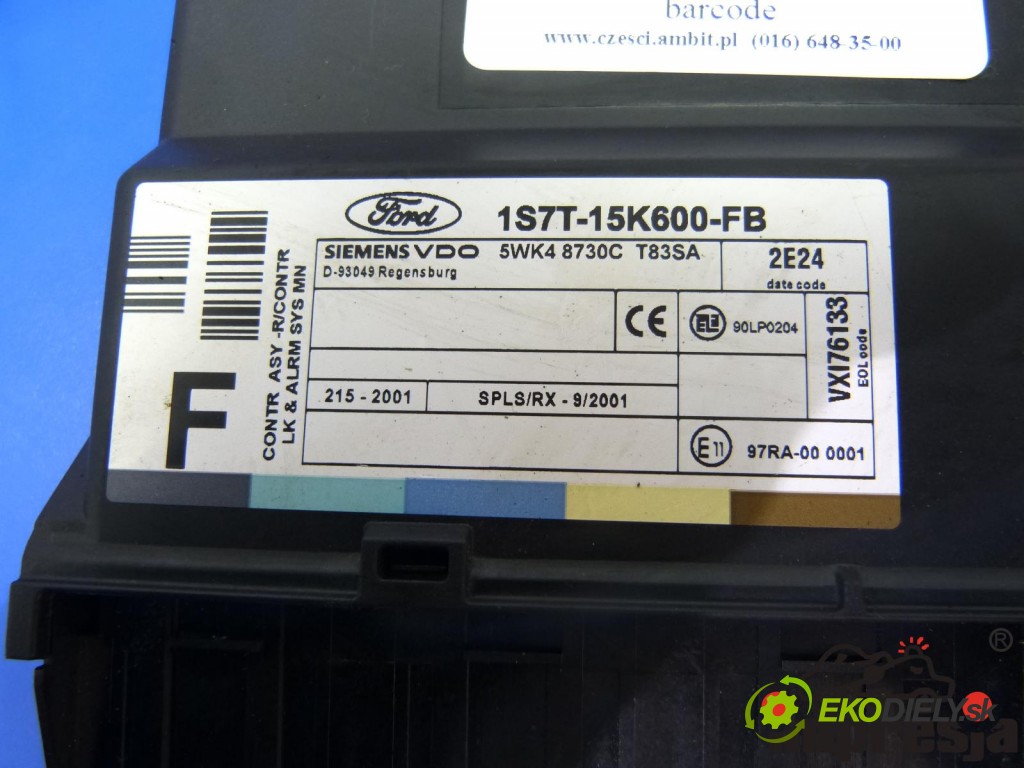 barcode
www.czesci.ambit.pl (016) 648-35-00
Ford
1S7T-15K600-FB
SIEMENS VDO 5WK4 8730C T83SA
D-93049 Regensburg
2E24
date code
CONTR ASY -R/CONTR
LK & ALRM SYS MN
F
CE
90LP0204
VXI76133
EOL code
215 - 2001
SPLS/RX - 9/2001
E11
97RA-00 0001
®
EKODIELY.sk